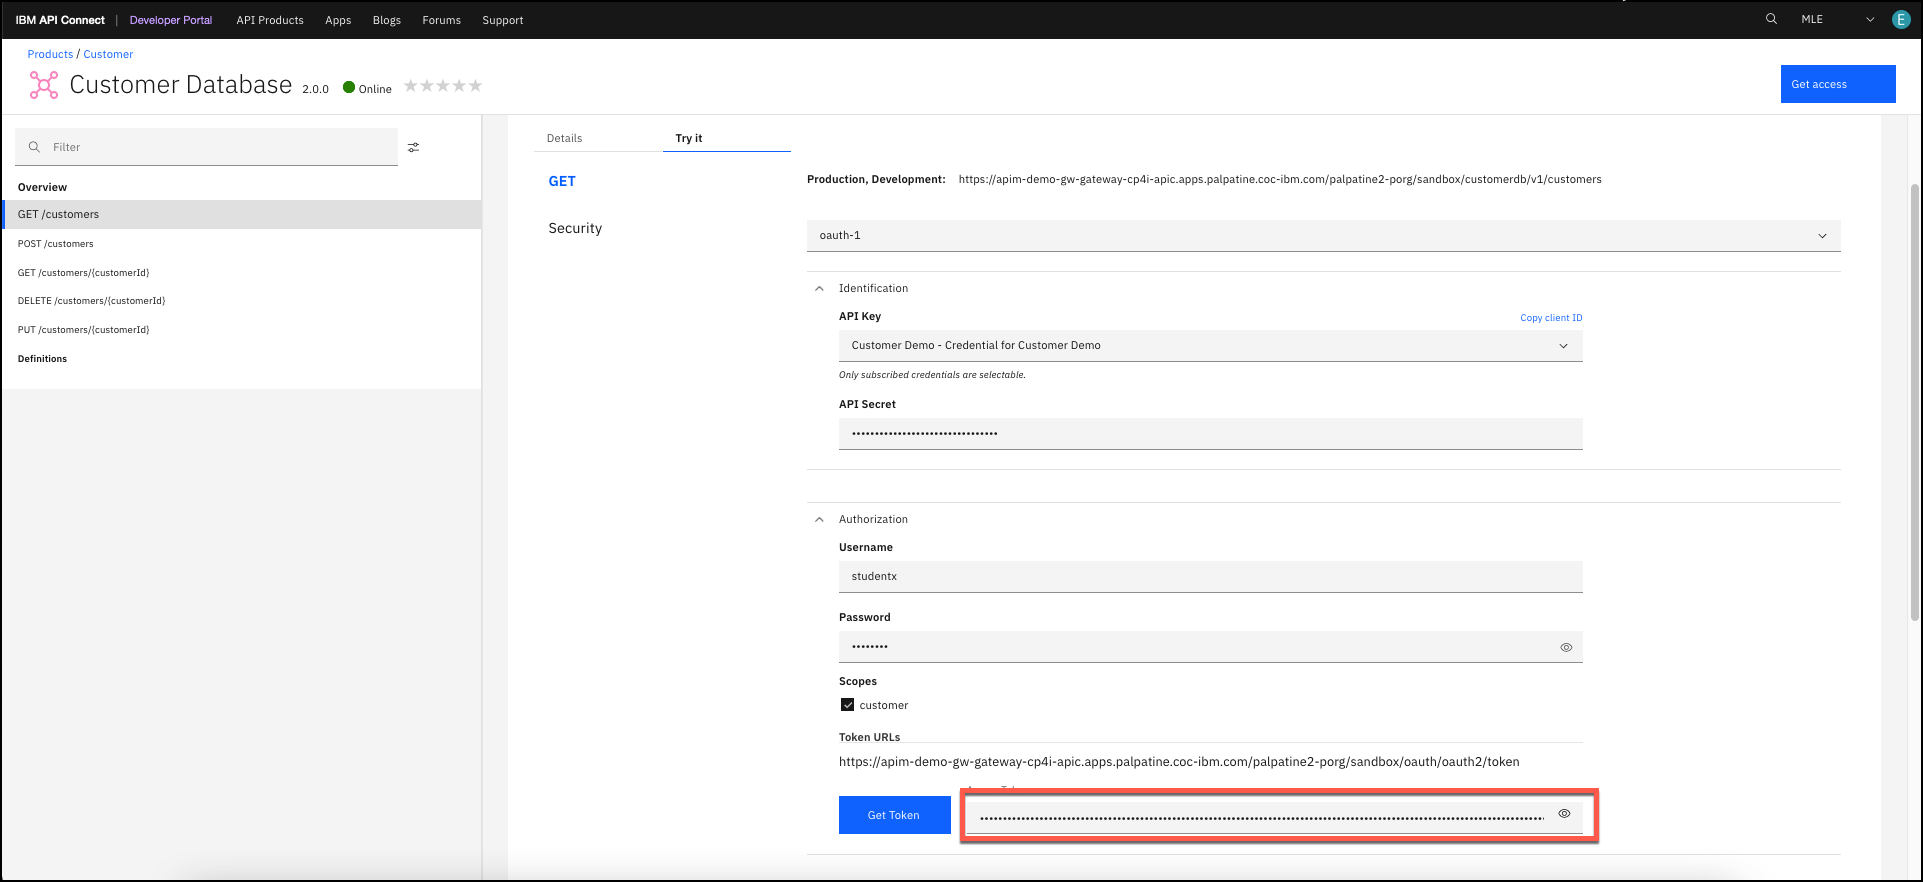 IBM API Connect | Developer Portal API Products Apps Blogs Forums Support MLE E
Products / Customer
Customer Database 2.0.0 Online
Get access
Filter
Overview
GET /customers
POST /customers
GET /customers/{customerId}
DELETE /customers/{customerId}
PUT /customers/{customerId}
Definitions
Details Try it
GET
Production, Development: https://apim-demo-gw-gateway-cp4i-apic.apps.palpatine.coc-ibm.com/palpatine2-porg/sandbox/customerdb/v1/customers
Security
oauth-1
Identification
API Key Copy client ID
Customer Demo - Credential for Customer Demo
Only subscribed credentials are selectable.
API Secret
Authorization
Username
studentx
Password
Scopes
customer
Token URLs
https://apim-demo-gw-gateway-cp4i-apic.apps.palpatine.coc-ibm.com/palpatine2-porg/sandbox/oauth/oauth2/token
Get Token